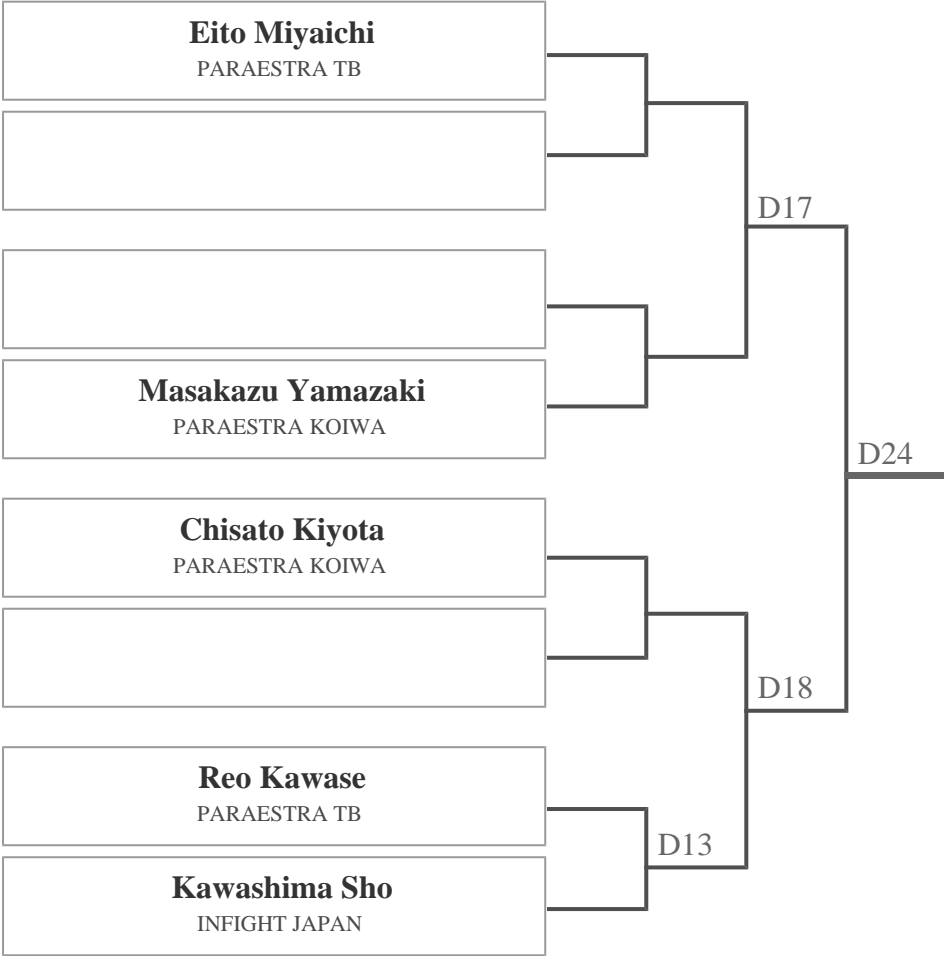 Eito Miyaichi
PARAESTRA TB
D17
Masakazu Yamazaki
PARAESTRA KOIWA
D24
Chisato Kiyota
PARAESTRA KOIWA
D18
Reo Kawase
PARAESTRA TB
D13
Kawashima Sho
INFIGHT JAPAN